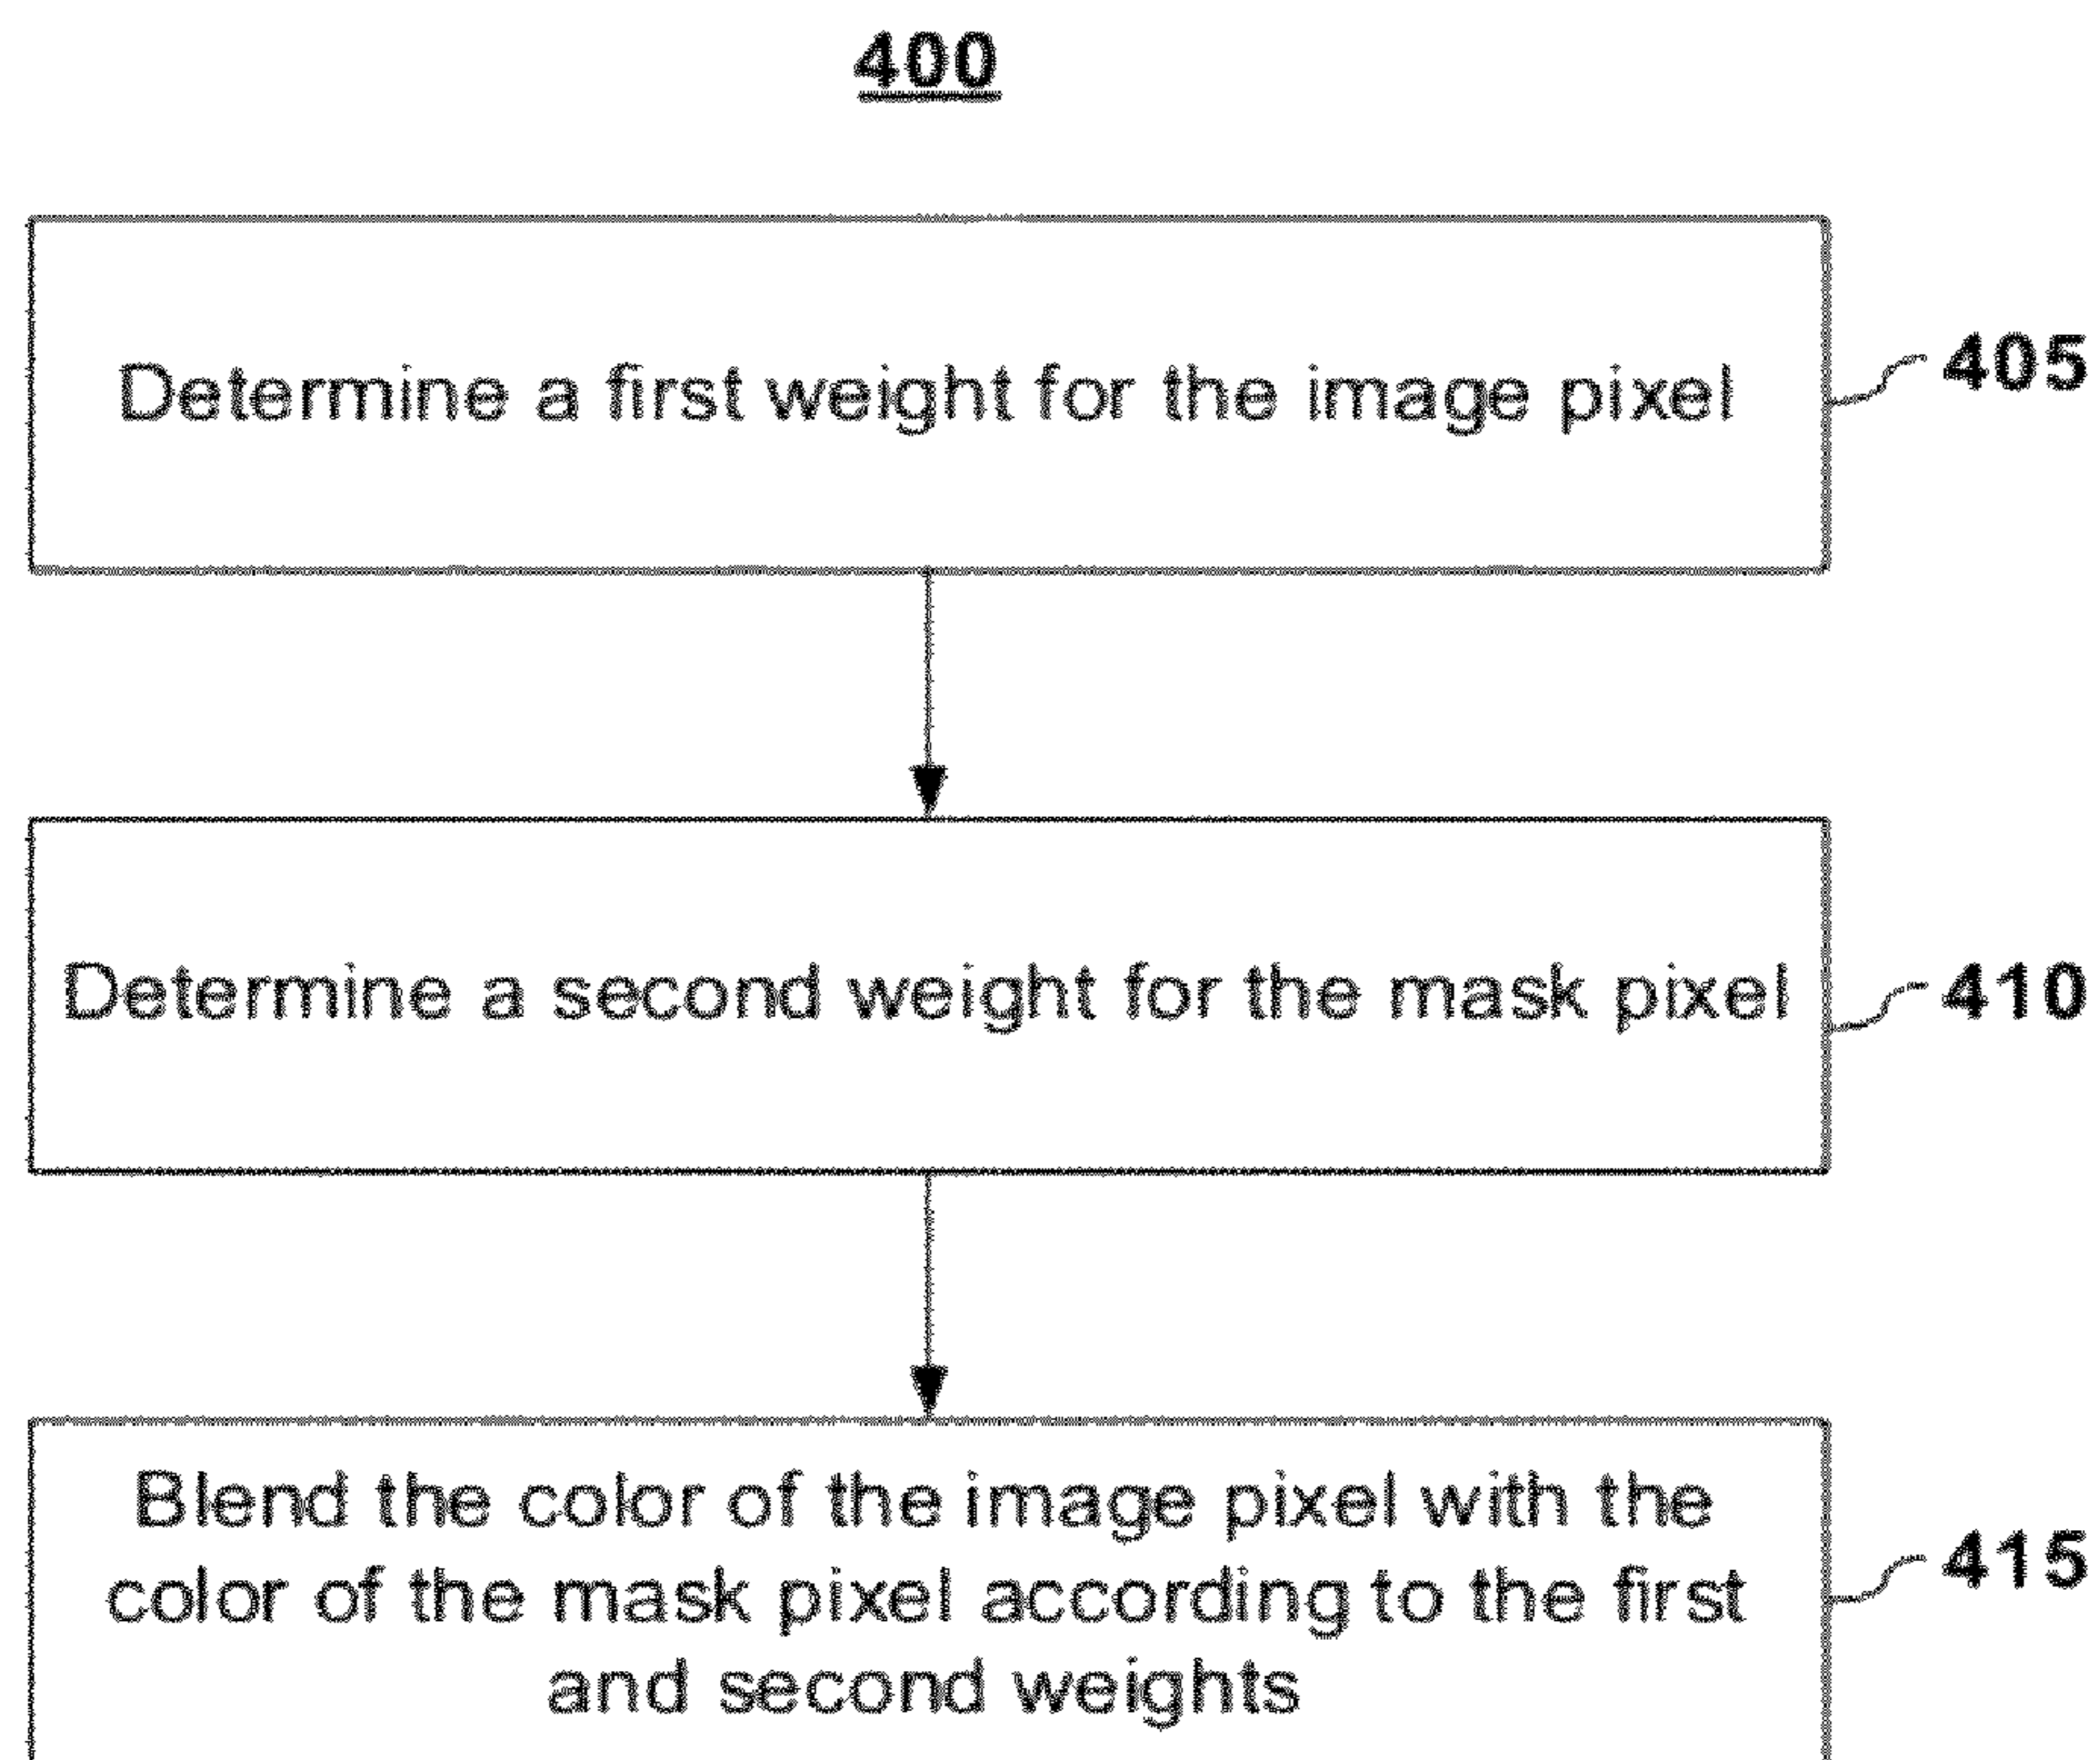 400
Determine a first weight for the image pixel
405
Determine a second weight for the mask pixel
410
Blend the color of the image pixel with the
color of the mask pixel according to the first
and second weights
415